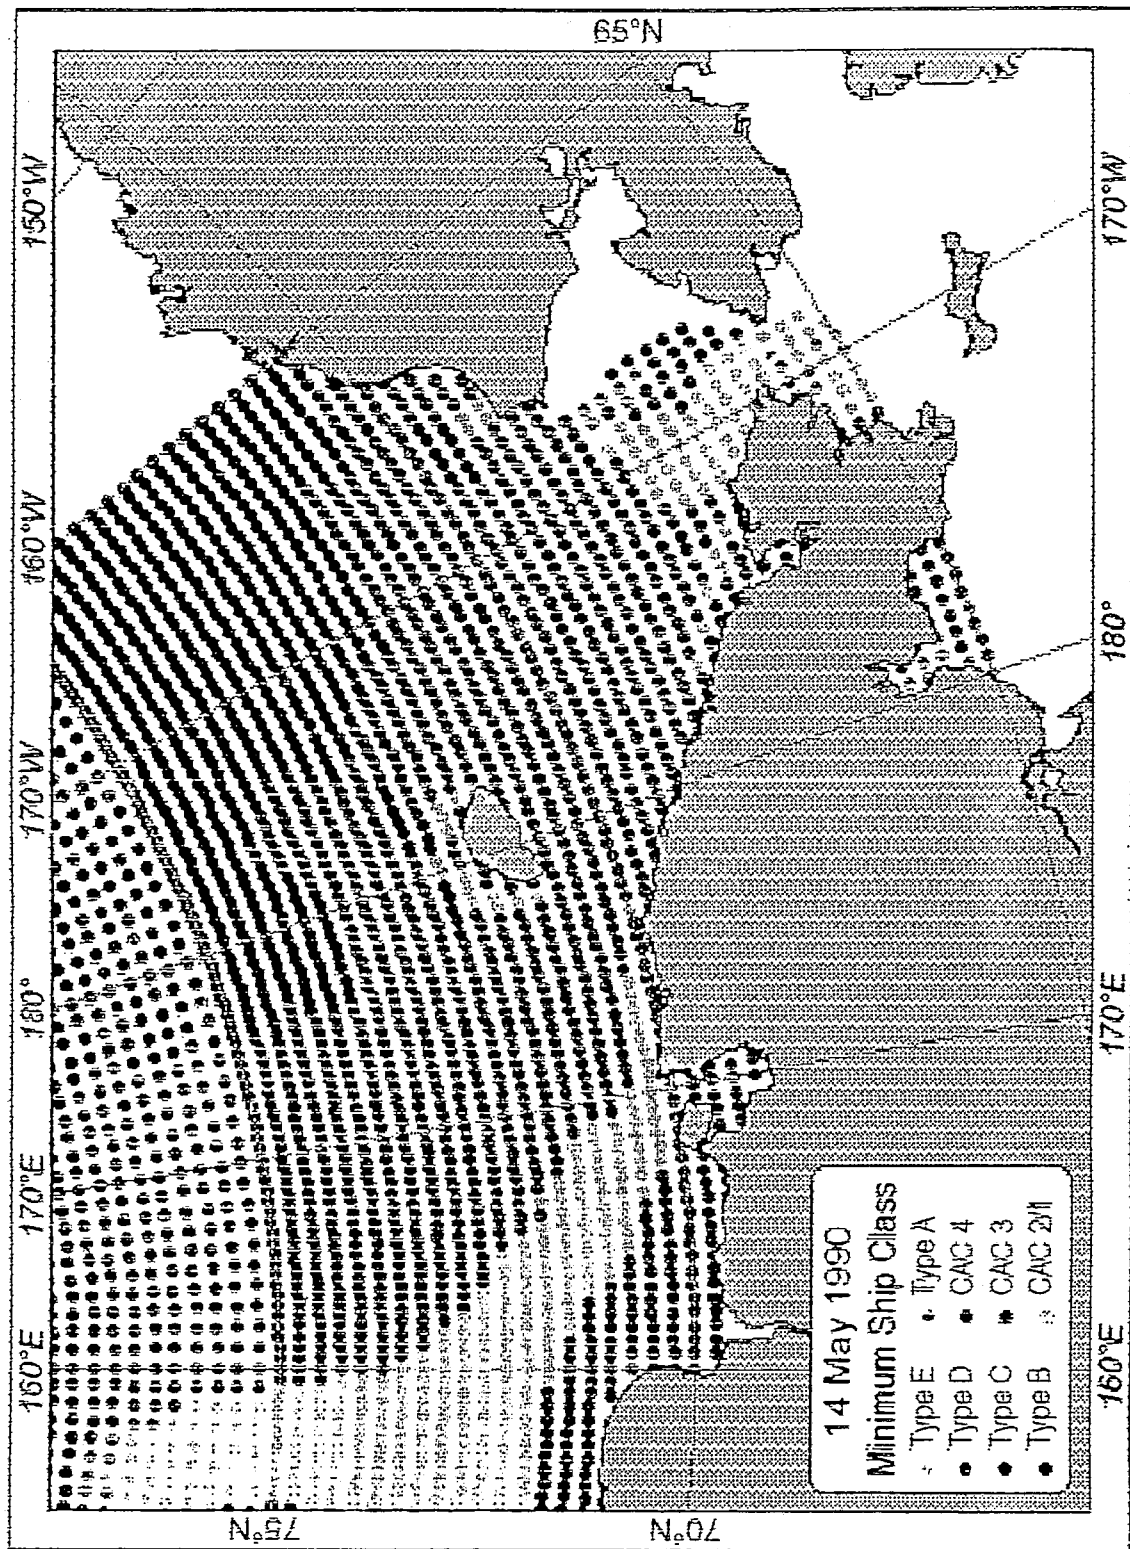 65°N
150°W
160°W
170°W
180°
170°E
160°E
75°N
70°N
170°W
180°
170°E
160°E
14 May 1990
Minimum Ship Class
Type E Type A
Type D CAC 4
Type C CAC 3
Type B CAC 2/1